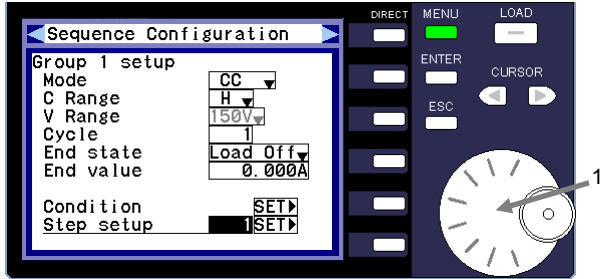 DIRECT MENU LOAD
Sequence Configuration
Group 1 setup
Mode CC
C Range H
V Range 150V
Cycle 1
End state Load Off
End value 0.000A
Condition SET
Step setup 1 SET
ENTER
CURSOR
ESC
1